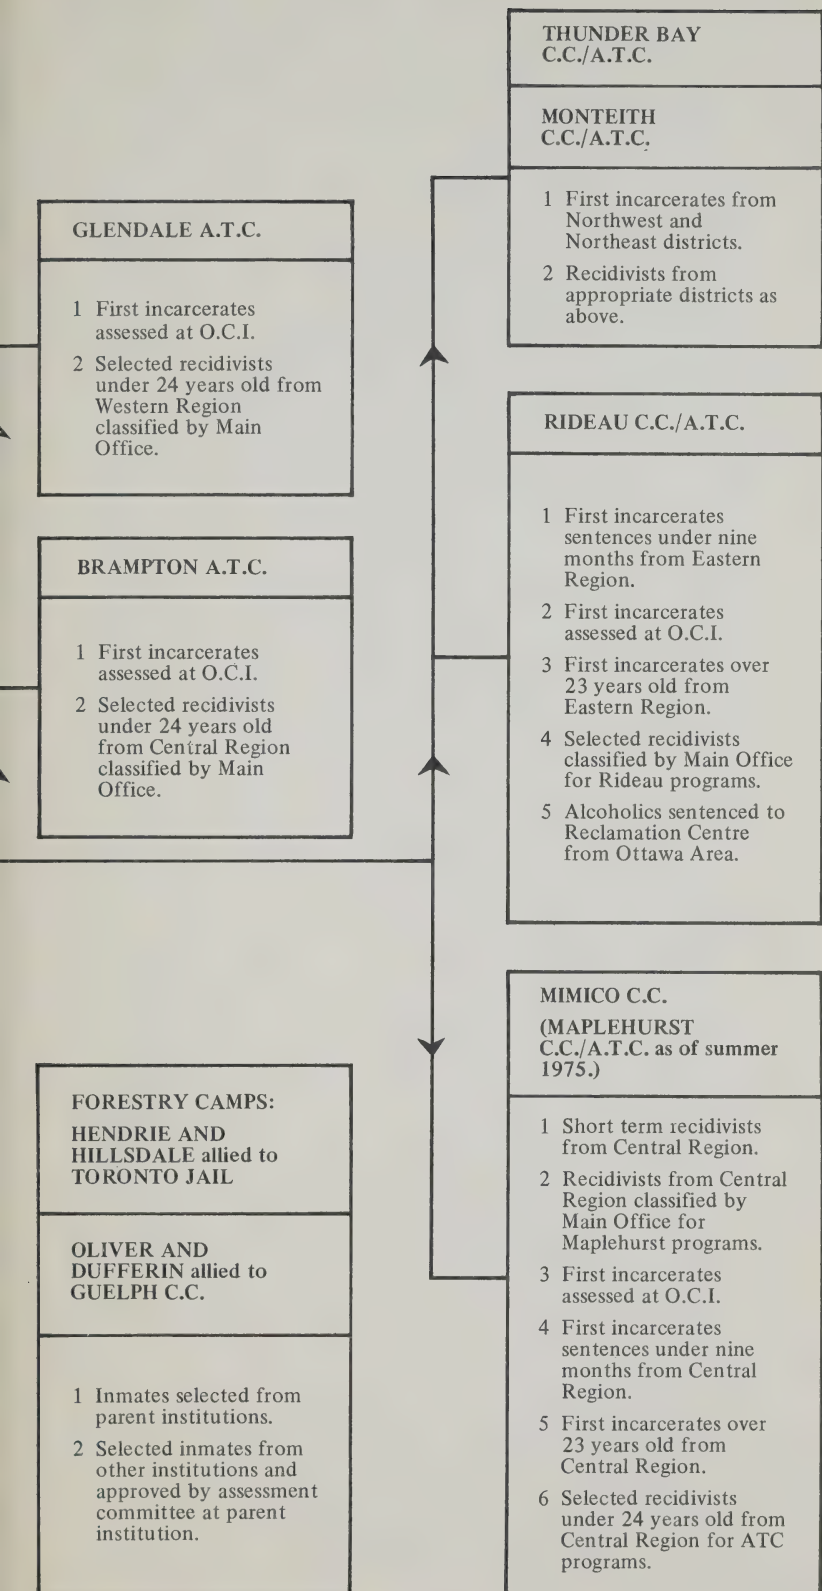 GLENDALE A.T.C.
1 First incarcerates
assessed at O.C.I.
2 Selected recidivists
under 24 years old from
Western Region
classified by Main
Office.
BRAMPTON A.T.C.
1 First incarcerates
assessed at O.C.I.
2 Selected recidivists
under 24 years old
from Central Region
classified by Main
Office.
FORESTRY CAMPS:
HENDRIE AND
HILLSDALE allied to
TORONTO JAIL
OLIVER AND
DUFFERIN allied to
GUELPH C.C.
1 Inmates selected from
parent institutions.
2 Selected inmates from
other institutions and
approved by assessment
committee at parent
institution.
THUNDER BAY
C.C./A.T.C.
MONTEITH
C.C./A.T.C.
1 First incarcerates from
Northwest and
Northeast districts.
2 Recidivists from
appropriate districts as
above.
RIDEAU C.C./A.T.C.
1 First incarcerates
sentences under nine
months from Eastern
Region.
2 First incarcerates
assessed at O.C.I.
3 First incarcerates over
23 years old from
Eastern Region.
4 Selected recidivists
classified by Main Office
for Rideau programs.
5 Alcoholics sentenced to
Reclamation Centre
from Ottawa Area.
MIMICO C.C.
(MAPLEHURST
C.C./A.T.C. as of summer
1975.)
1 Short term recidivists
from Central Region.
2 Recidivists from Central
Region classified by
Main Office for
Maplehurst programs.
3 First incarcerates
assessed at O.C.I.
4 First incarcerates
sentences under nine
months from Central
Region.
5 First incarcerates over
23 years old from
Central Region.
6 Selected recidivists
under 24 years old from
Central Region for ATC
programs.